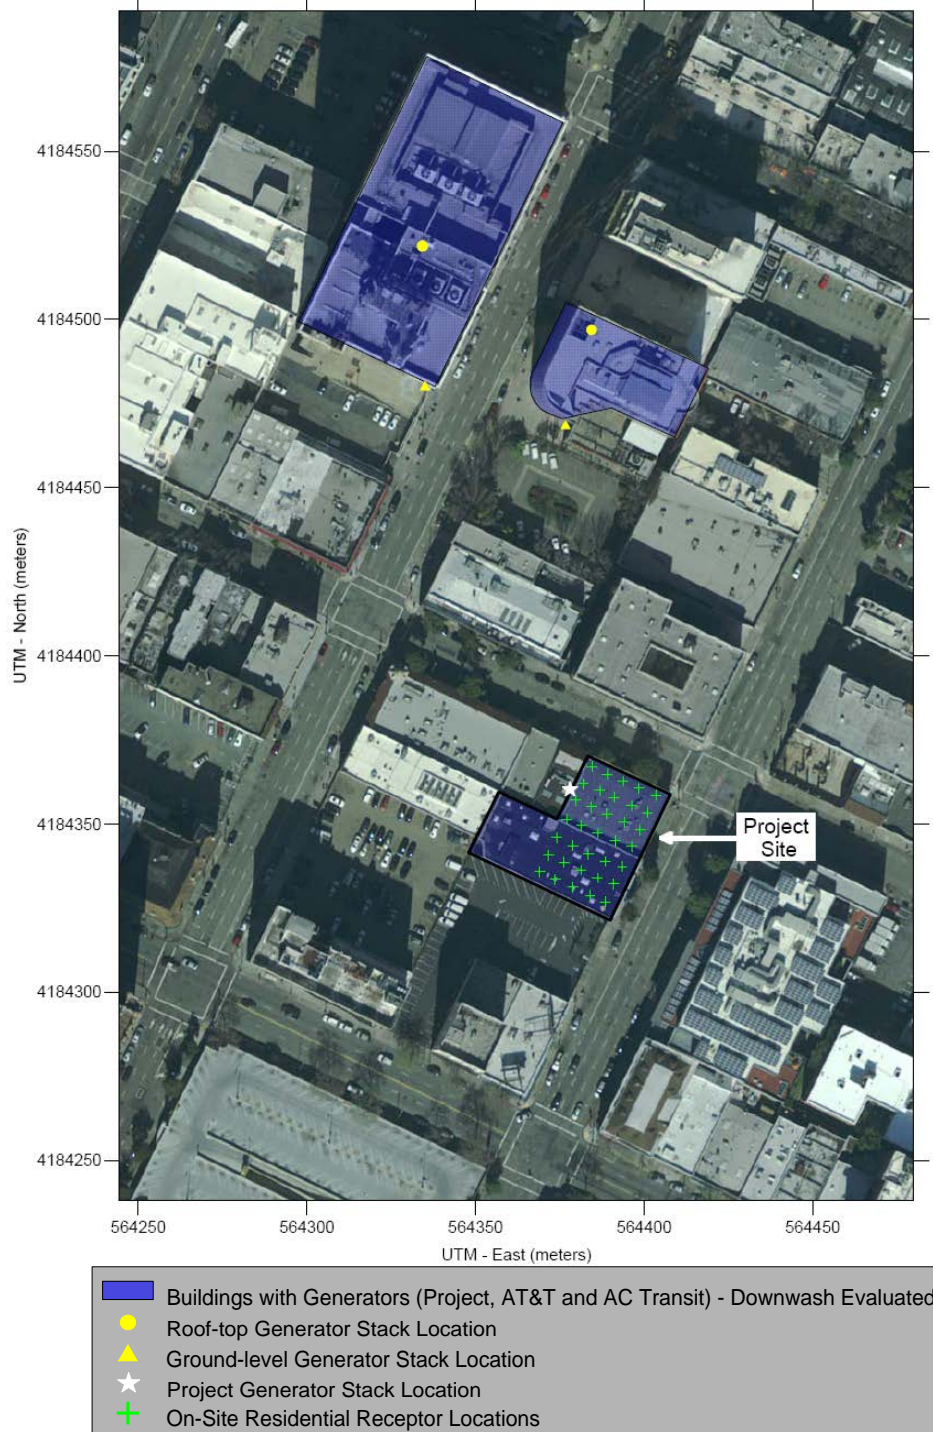 4184550
4184500
4184450
4184400
4184350
4184300
4184250
UTM - North (meters)
Project
Site
564250
564300
564350
564400
564450
UTM - East (meters)
Buildings with Generators (Project, AT&T and AC Transit) - Downwash Evaluated
Roof-top Generator Stack Location
Ground-level Generator Stack Location
Project Generator Stack Location
On-Site Residential Receptor Locations